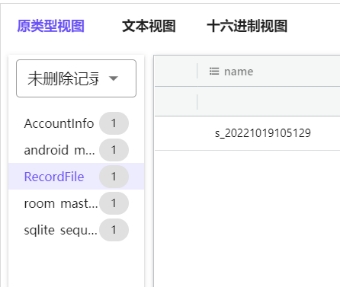 原类型视图 文本视图 十六进制视图
未删除记录
name
AccountInfo 1
s_20221019105129
android m... 1
RecordFile 1
room mast... 1
sqlite sequ... 1